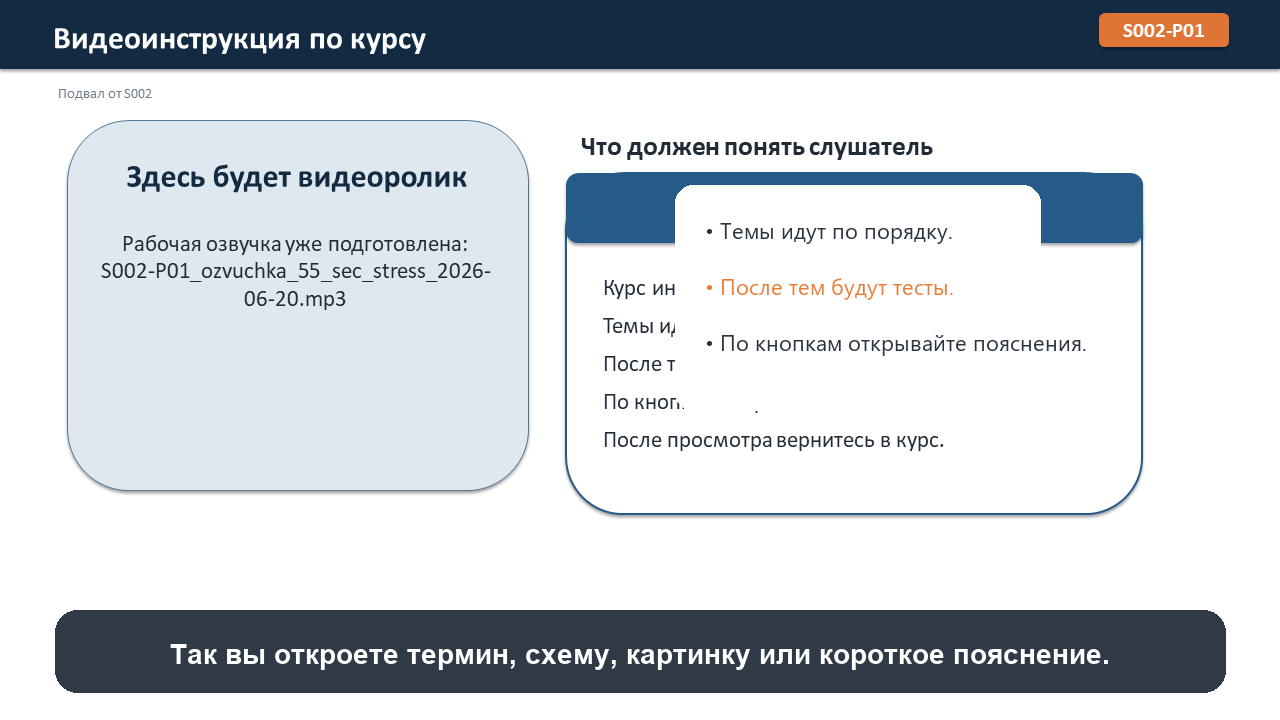 Видеоинструкция по курсу
S002-P01
Подвал от S002
Здесь будет видеоролик
Рабочая озвучка уже подготовлена:
S002-P01_ozvuchka_55_sec_stress_2026-
06-20.mp3
Что должен понять слушатель
• Темы идут по порядку.
• После тем будут тесты.
• По кнопкам открывайте пояснения.
Курс
Темы
После
По
После просмотра вернитесь в курс.
Так вы откроете термин, схему, картинку или короткое пояснение.